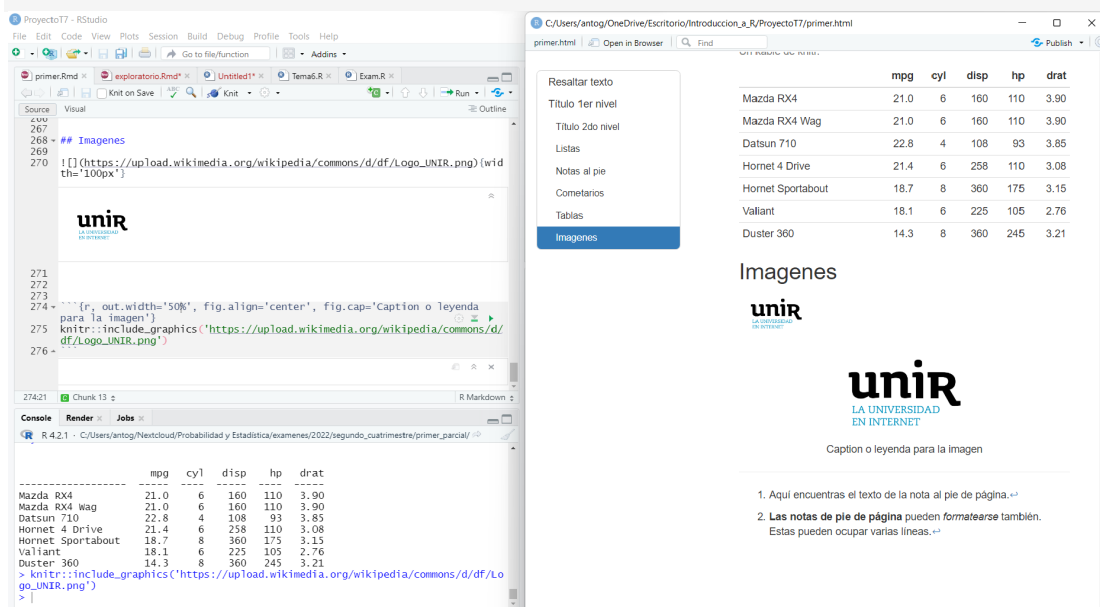 ProyectoT7 - RStudio
File Edit Code View Plots Session Build Debug Profile Tools Help
Go to file/function Addins
primer.Rmd × exploratorio.Rmd* × Untitled1* × Tema6.R × Exam.R ×
Knit on Save ABC Knit Run
Source Visual Outline
266
267
268 ## Imagenes
269
270 ![](https://upload.wikimedia.org/wikipedia/commons/d/df/Logo_UNIR.png){wid
th='100px'}
uniR
LA UNIVERSIDAD
EN INTERNET
271
272
273
274 ```{r, out.width='50%', fig.align='center', fig.cap='Caption o leyenda
para la imagen'}
275 knitr::include_graphics('https://upload.wikimedia.org/wikipedia/commons/d/
df/Logo_UNIR.png')
276 ```
274:21 Chunk 13 R Markdown
Console Render × Jobs ×
R 4.2.1 · C:/Users/antog/Nextcloud/Probabilidad y Estadística/examenes/2022/segundo_cuatrimestre/primer_parcial/
mpg cyl disp hp drat
------------------ ----- ---- ----- ---- -----
Mazda RX4 21.0 6 160 110 3.90
Mazda RX4 Wag 21.0 6 160 110 3.90
Datsun 710 22.8 4 108 93 3.85
Hornet 4 Drive 21.4 6 258 110 3.08
Hornet Sportabout 18.7 8 360 175 3.15
Valiant 18.1 6 225 105 2.76
Duster 360 14.3 8 360 245 3.21
> knitr::include_graphics('https://upload.wikimedia.org/wikipedia/commons/d/df/Lo
go_UNIR.png')
>
C:/Users/antog/OneDrive/Escritorio/Introduccion_a_R/ProyectoT7/primer.html
primer.html Open in Browser Find Publish
Resaltar texto
Título 1er nivel
Título 2do nivel
Listas
Notas al pie
Cometarios
Tablas
Imagenes
Un kable de knitr.
mpg cyl disp hp drat
Mazda RX4 21.0 6 160 110 3.90
Mazda RX4 Wag 21.0 6 160 110 3.90
Datsun 710 22.8 4 108 93 3.85
Hornet 4 Drive 21.4 6 258 110 3.08
Hornet Sportabout 18.7 8 360 175 3.15
Valiant 18.1 6 225 105 2.76
Duster 360 14.3 8 360 245 3.21
Imagenes
uniR
LA UNIVERSIDAD
EN INTERNET
uniR
LA UNIVERSIDAD
EN INTERNET
Caption o leyenda para la imagen
1. Aquí encuentras el texto de la nota al pie de página.↩
2. Las notas de pie de página pueden formatearse también.
Estas pueden ocupar varias líneas.↩